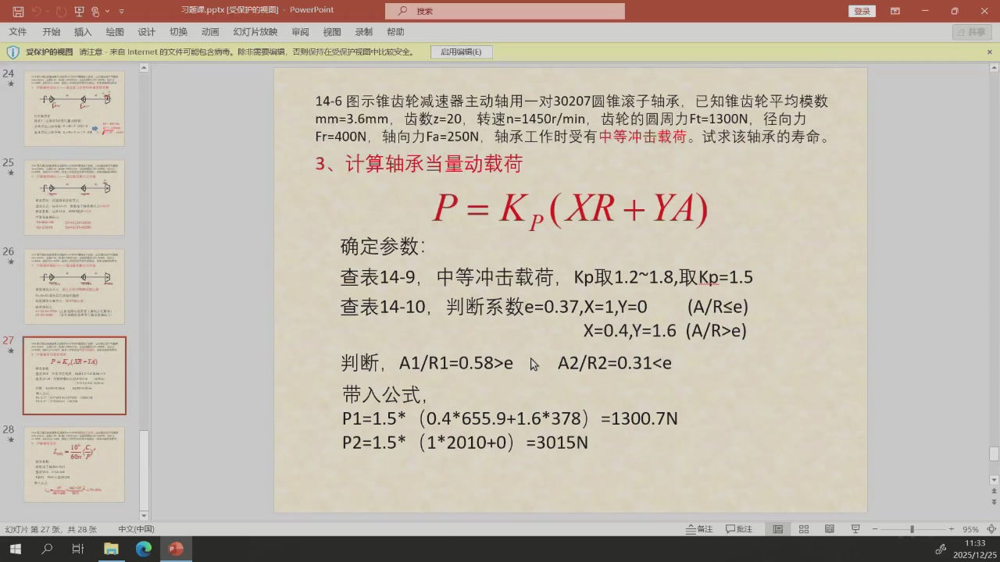 习题课.pptx [受保护的视图] - PowerPoint
搜索
登录
文件 开始 插入 绘图 设计 切换 动画 幻灯片放映 审阅 视图 录制 帮助
共享
受保护的视图 请注意 - 来自 Internet 的文件可能包含病毒。除非需要编辑，否则保持在受保护视图中比较安全。 启用编辑(E)
24
25
26
27
28
14-6 图示锥齿轮减速器主动轴用一对30207圆锥滚子轴承，已知锥齿轮平均模数
mm=3.6mm，齿数z=20，转速n=1450r/min，齿轮的圆周力Ft=1300N，径向力
Fr=400N，轴向力Fa=250N，轴承工作时受有中等冲击载荷。试求该轴承的寿命。
3、计算轴承当量动载荷
P = K_P (XR + YA)
确定参数：
查表14-9，中等冲击载荷，Kp取1.2~1.8,取Kp=1.5
查表14-10，判断系数e=0.37,X=1,Y=0 (A/R≤e)
X=0.4,Y=1.6 (A/R>e)
判断，A1/R1=0.58>e A2/R2=0.31<e
带入公式，
P1=1.5*（0.4*655.9+1.6*378）=1300.7N
P2=1.5*（1*2010+0）=3015N
幻灯片 第 27 张，共 28 张 中文(中国)
备注 批注 95%
11:33
2025/12/25